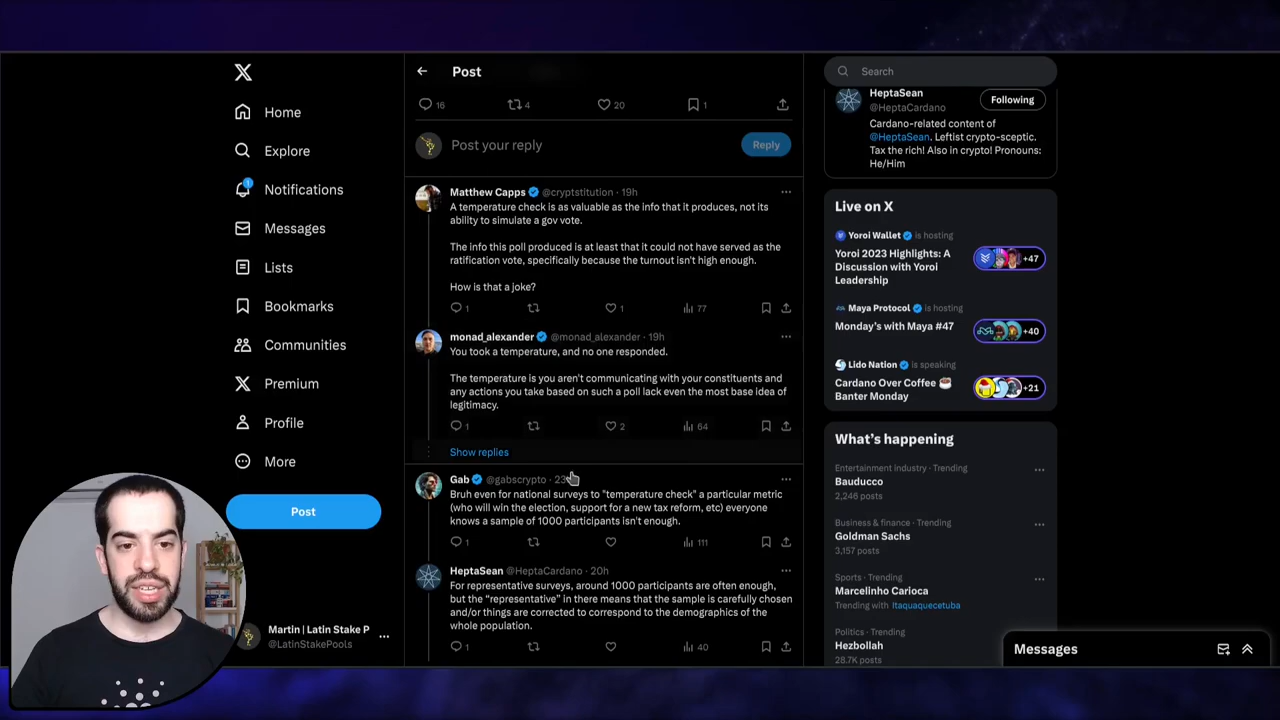 Home
Explore
1
Notifications
Messages
Lists
Bookmarks
Communities
Premium
Profile
More
Post
Martin | Latin Stake P
@LatinStakePools
Post
16
4
20
1
Post your reply
Reply
Matthew Capps @cryptstitution · 19h
A temperature check is as valuable as the info that it produces, not its
ability to simulate a gov vote.
The info this poll produced is at least that it could not have served as the
ratification vote, specifically because the turnout isn't high enough.
How is that a joke?
1
1
77
monad_alexander @monad_alexander · 19h
You took a temperature, and no one responded.
The temperature is you aren't communicating with your constituents and
any actions you take based on such a poll lack even the most base idea of
legitimacy.
1
2
64
Show replies
Gab @gabscrypto
Bruh even for national surveys to "temperature check" a particular metric
(who will win the election, support for a new tax reform, etc) everyone
knows a sample of 1000 participants isn't enough.
1
111
HeptaSean @HeptaCardano · 20h
For representative surveys, around 1000 participants are often enough,
but the “representative” in there means that the sample is carefully chosen
and/or things are corrected to correspond to the demographics of the
whole population.
1
40
Search
HeptaSean
@HeptaCardano
Following
Cardano-related content of
@HeptaSean. Leftist crypto-sceptic.
Tax the rich! Also in crypto! Pronouns:
He/Him
Live on X
Yoroi Wallet is hosting
Yoroi 2023 Highlights: A
Discussion with Yoroi
Leadership
+47
Maya Protocol · is hosting
Monday's with Maya #47
+40
Lido Nation is speaking
Cardano Over Coffee
Banter Monday
+21
What's happening
Entertainment industry · Trending
Bauducco
2,246 posts
Business & finance · Trending
Goldman Sachs
3,157 posts
Sports · Trending
Marcelinho Carioca
Trending with Itaquaquecetuba
Politics · Trending
Hezbollah
28.7K posts
Messages